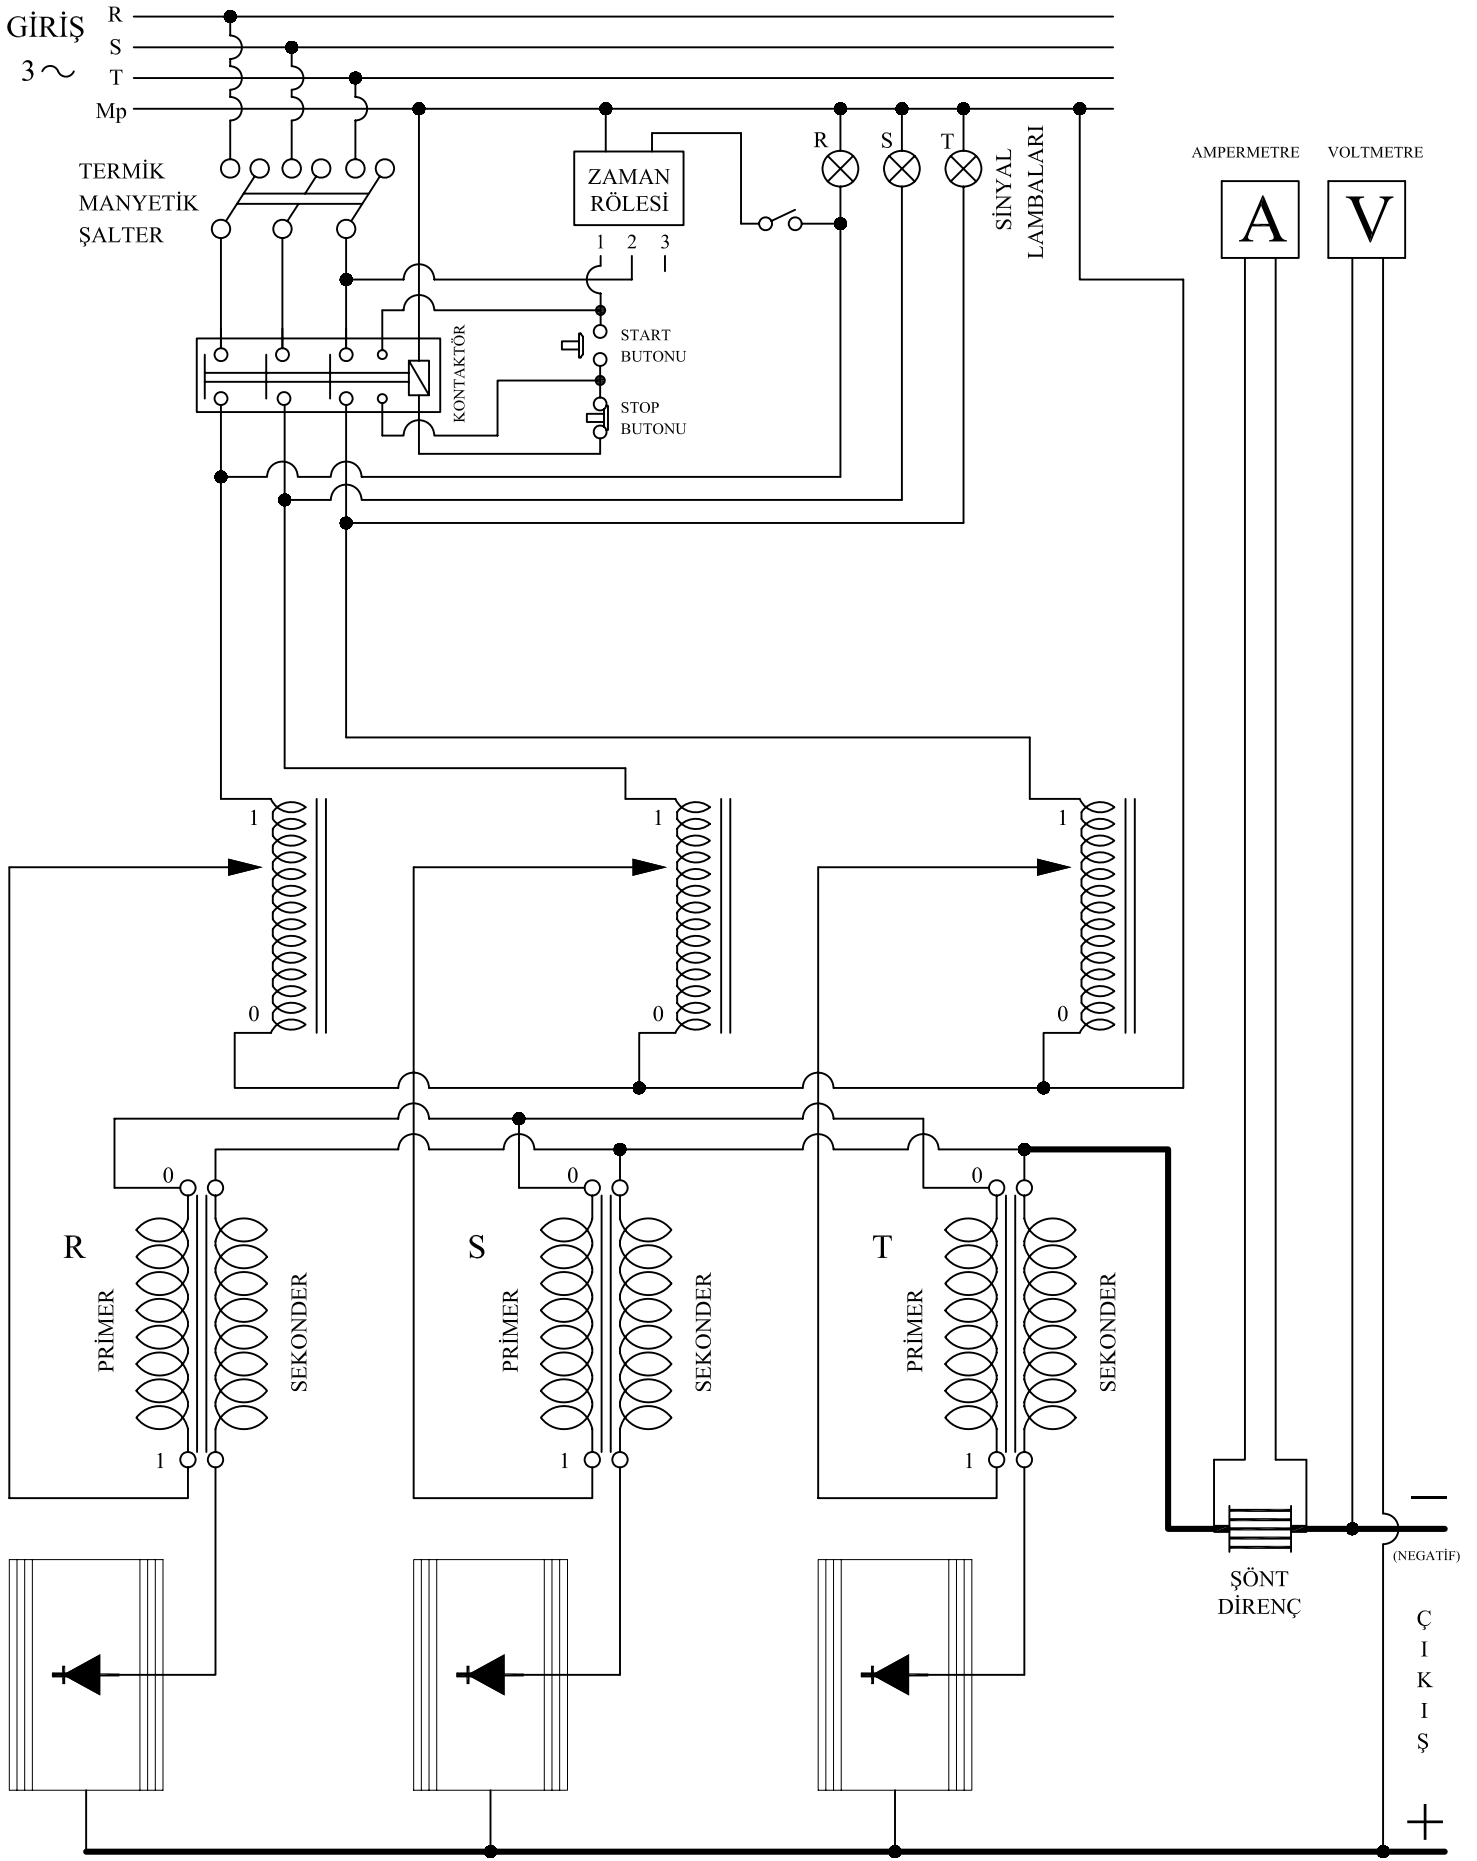 GİRİŞ
3
R
S
T
Mp
TERMİK
MANYETİK
ŞALTER
ZAMAN
RÖLESİ
1 2 3
R
S
T
SİNYAL
LAMBALARI
AMPERMETRE
A
VOLTMETRE
V
KONTAKTÖR
START
BUTONU
STOP
BUTONU
1
0
1
0
1
0
0
R
PRİMER
SEKONDER
1
0
S
PRİMER
SEKONDER
1
0
T
PRİMER
SEKONDER
1
ŞÖNT
DİRENÇ
−
(NEGATİF)
Ç
I
K
I
Ş
+